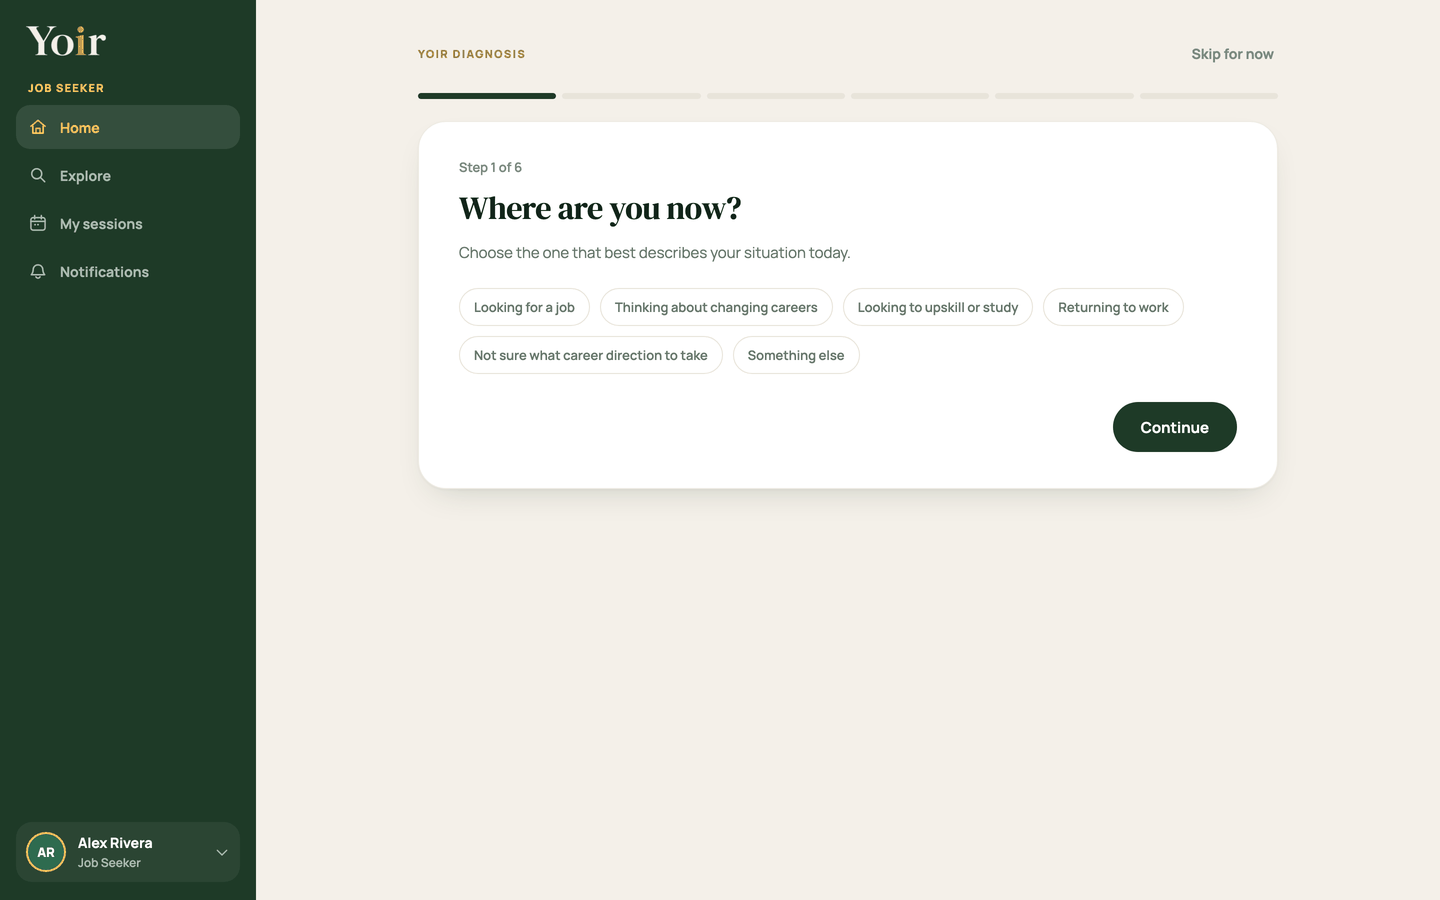 Yoir
JOB SEEKER
Home
Explore
My sessions
Notifications
AR
Alex Rivera
Job Seeker
YOIR DIAGNOSIS
Skip for now
Step 1 of 6
Where are you now?
Choose the one that best describes your situation today.
Looking for a job
Thinking about changing careers
Looking to upskill or study
Returning to work
Not sure what career direction to take
Something else
Continue